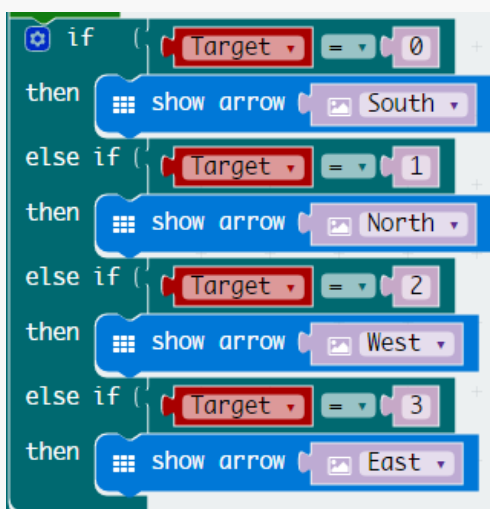 if Target = 0
then show arrow South
else if Target = 1
then show arrow North
else if Target = 2
then show arrow West
else if Target = 3
then show arrow East